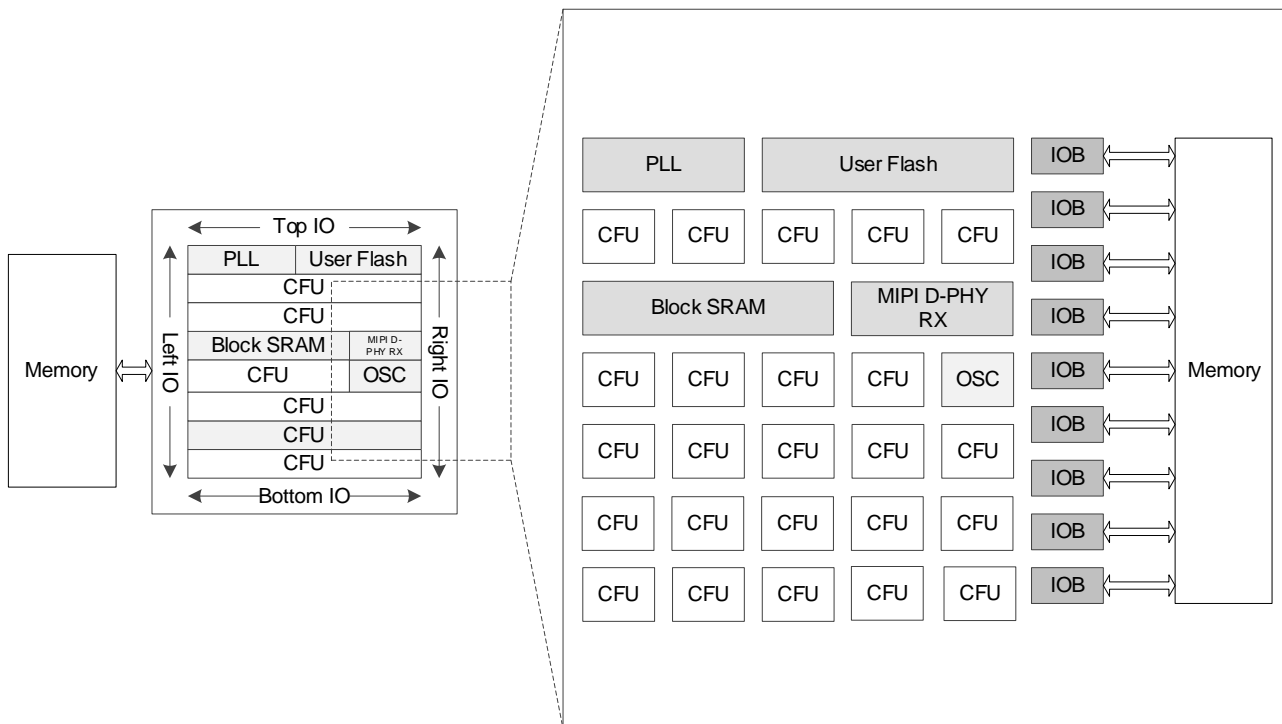 Memory
Top IO
Left IO
PLL User Flash
CFU
CFU
Block SRAM MIPI D-
PHY RX
CFU OSC
CFU
CFU
CFU
Right IO
Bottom IO
PLL User Flash IOB
IOB
CFU CFU CFU CFU CFU
IOB
Block SRAM MIPI D-PHY
RX
IOB
CFU CFU CFU CFU OSC IOB
Memory
IOB
CFU CFU CFU CFU CFU
IOB
CFU CFU CFU CFU CFU
IOB
CFU CFU CFU CFU CFU
IOB